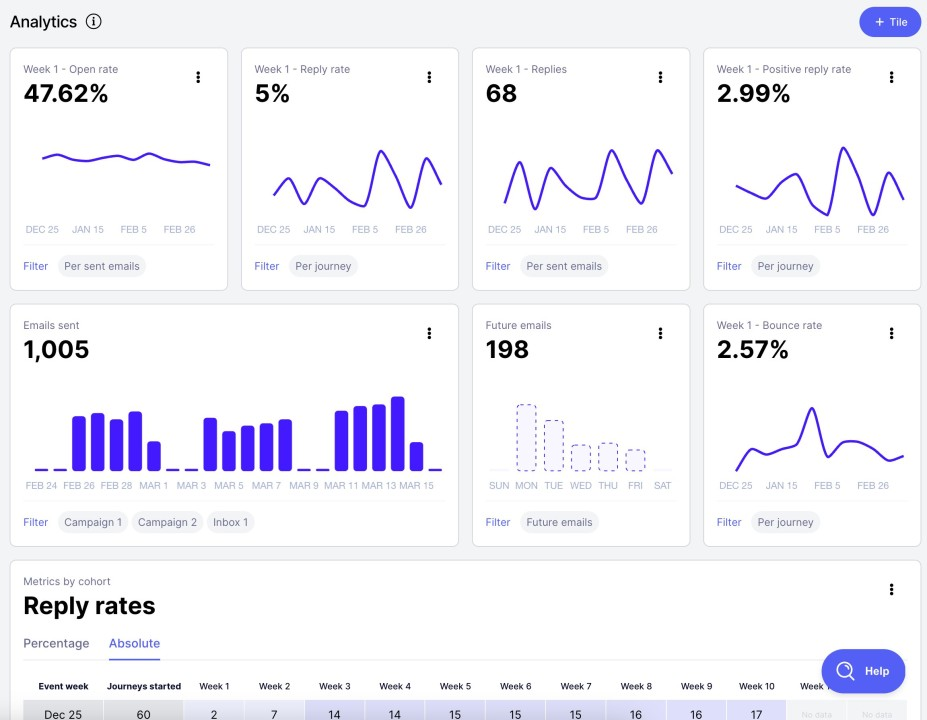 Analytics
+ Tile
Week 1 - Open rate
47.62%
DEC 25 JAN 15 FEB 5 FEB 26
Filter Per sent emails
Week 1 - Reply rate
5%
DEC 25 JAN 15 FEB 5 FEB 26
Filter Per journey
Week 1 - Replies
68
DEC 25 JAN 15 FEB 5 FEB 26
Filter Per sent emails
Week 1 - Positive reply rate
2.99%
DEC 25 JAN 15 FEB 5 FEB 26
Filter Per journey
Emails sent
1,005
FEB 24 FEB 26 FEB 28 MAR 1 MAR 3 MAR 5 MAR 7 MAR 9 MAR 11 MAR 13 MAR 15
Filter Campaign 1 Campaign 2 Inbox 1
Future emails
198
SUN MON TUE WED THU FRI SAT
Filter Future emails
Week 1 - Bounce rate
2.57%
DEC 25 JAN 15 FEB 5 FEB 26
Filter Per journey
Metrics by cohort
Reply rates
Percentage Absolute
Help
Event week Journeys started Week 1 Week 2 Week 3 Week 4 Week 5 Week 6 Week 7 Week 8 Week 9 Week 10 Week
Dec 25 60 2 7 14 14 15 15 15 16 16 17 No data No data